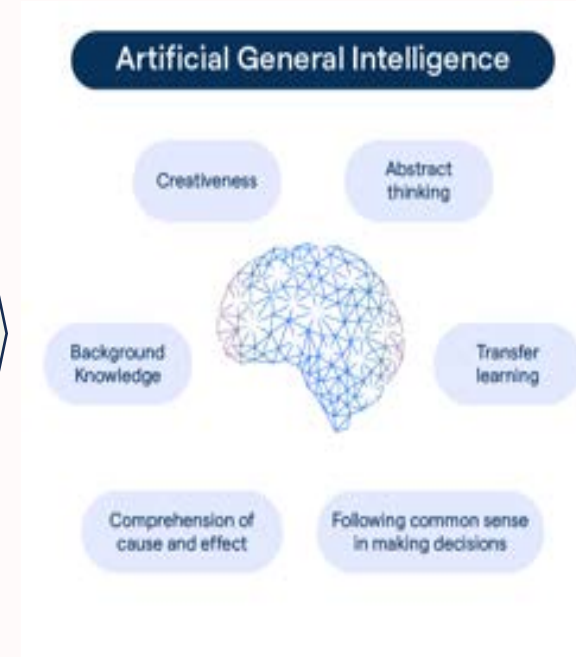 Artificial General Intelligence
Creativeness
Abstract
thinking
Background
Knowledge
Transfer
learning
Comprehension of
cause and effect
Following common sense
in making decisions